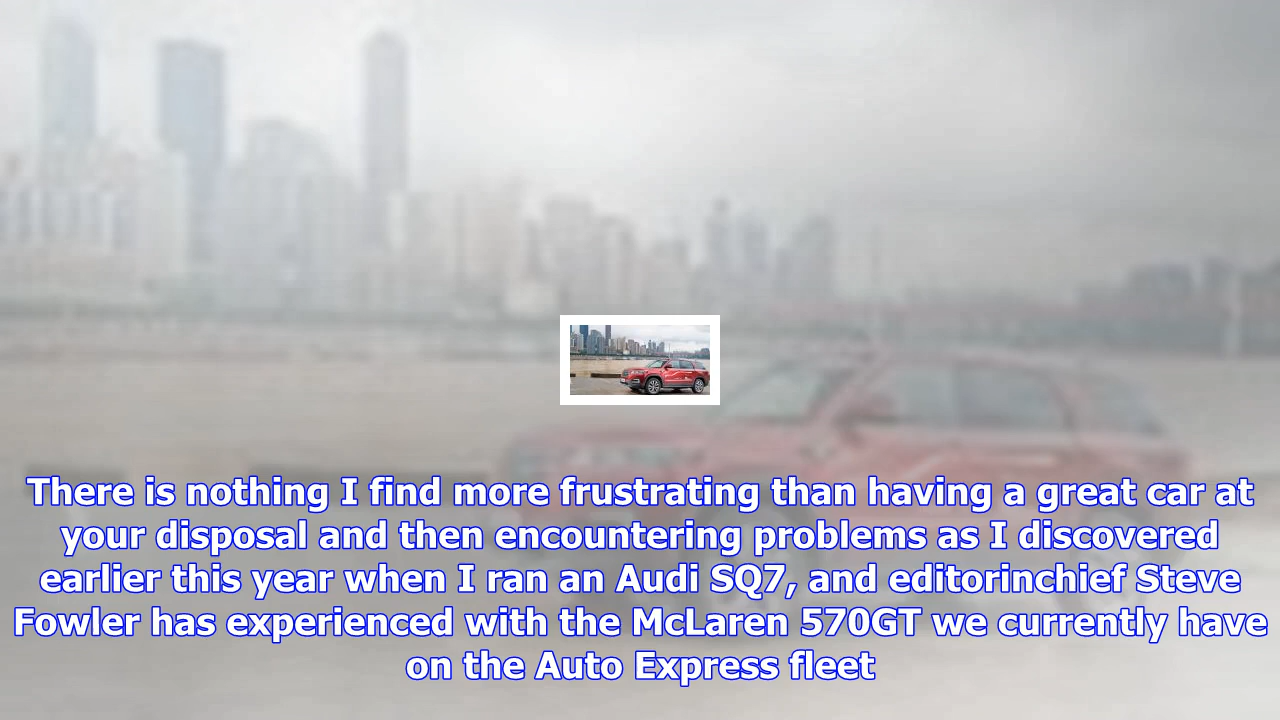 There is nothing I find more frustrating than having a great car at
your disposal and then encountering problems as I discovered
earlier this year when I ran an Audi SQ7, and editorinchief Steve
Fowler has experienced with the McLaren 570GT we currently have
on the Auto Express fleet